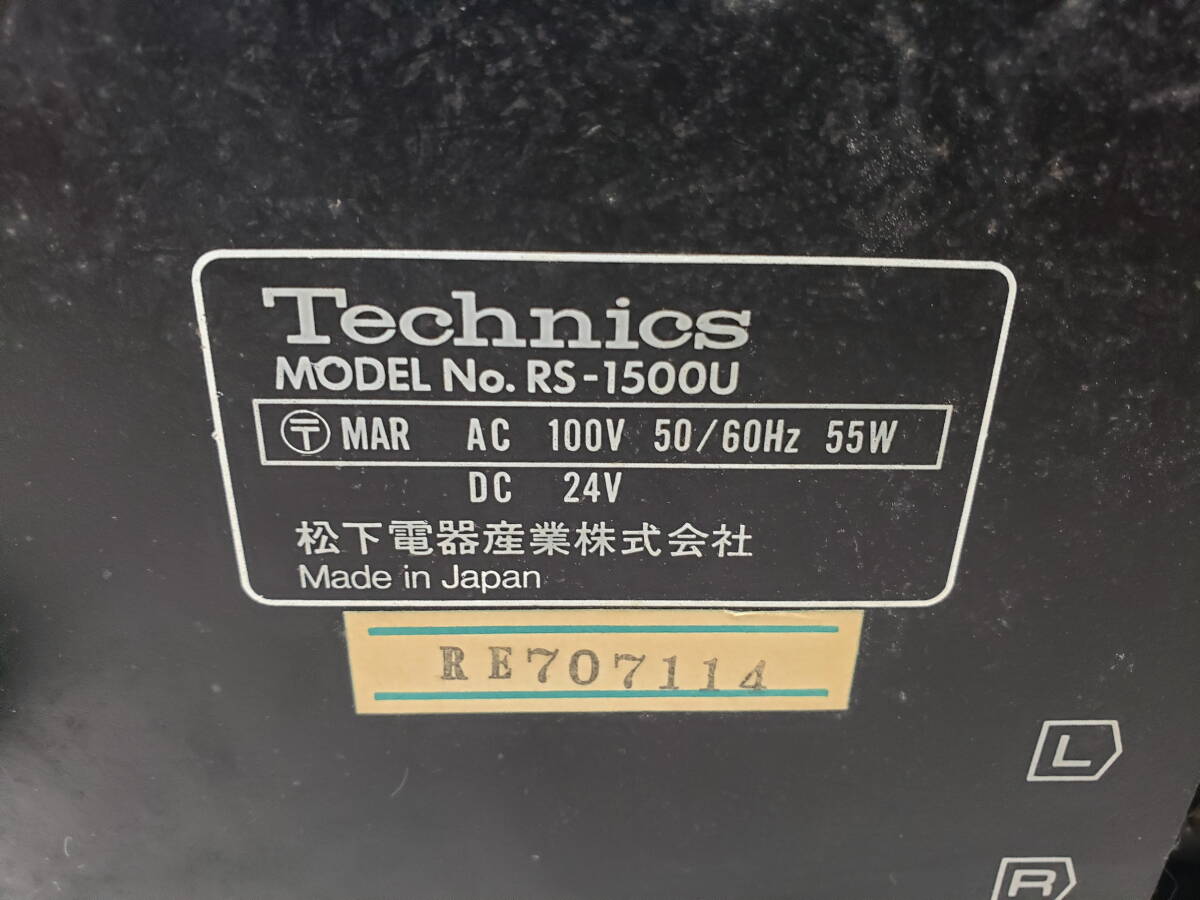 Technics
MODEL No. RS-1500U
〒 MAR AC 100V 50/60Hz 55W
DC 24V
松下電器産業株式会社
Made in Japan
RE707114
L
R